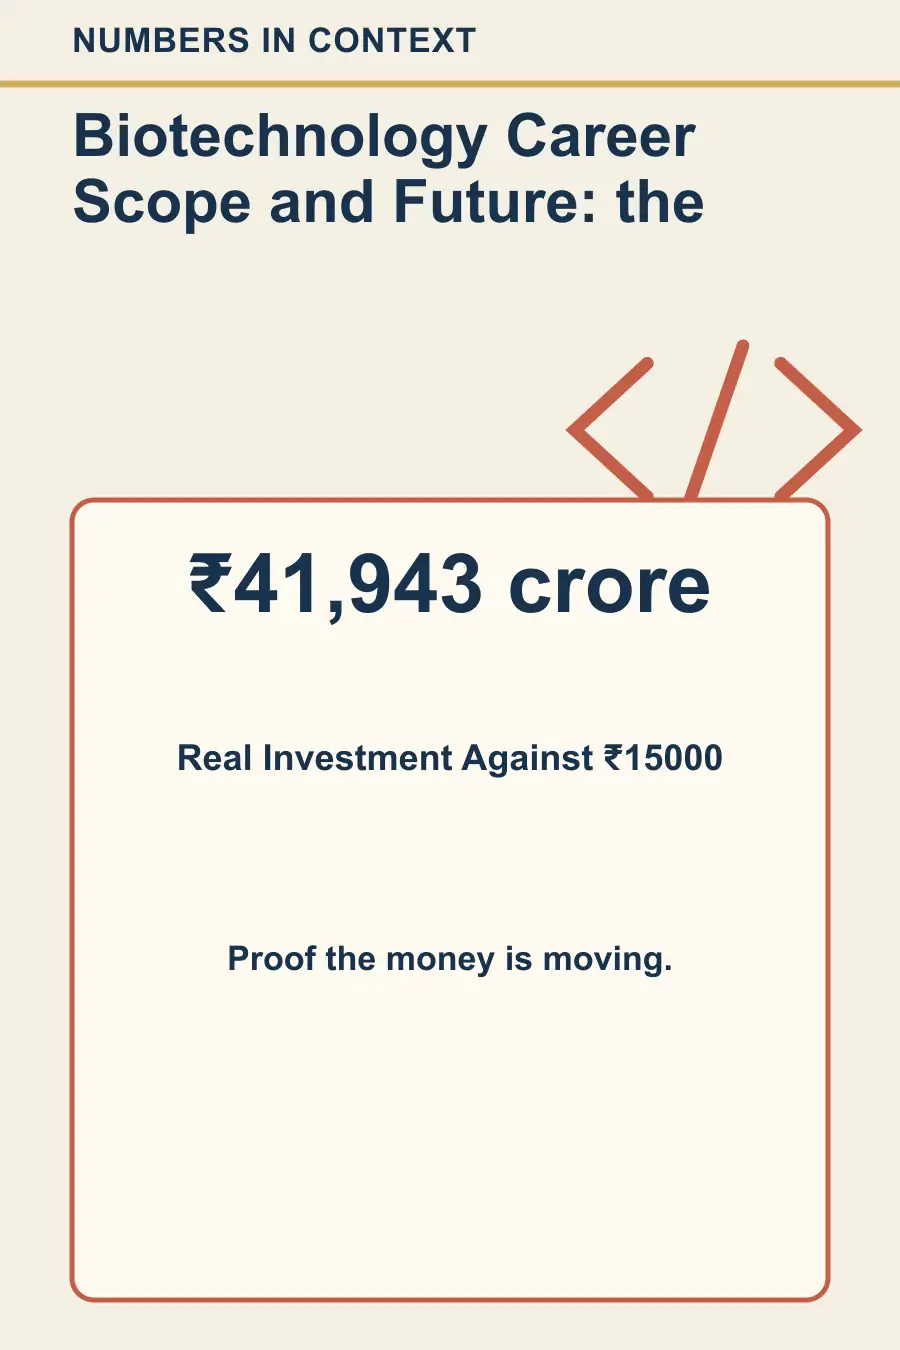 NUMBERS IN CONTEXT
Biotechnology Career
Scope and Future: the
₹41,943 crore
Real Investment Against ₹15000
Proof the money is moving.